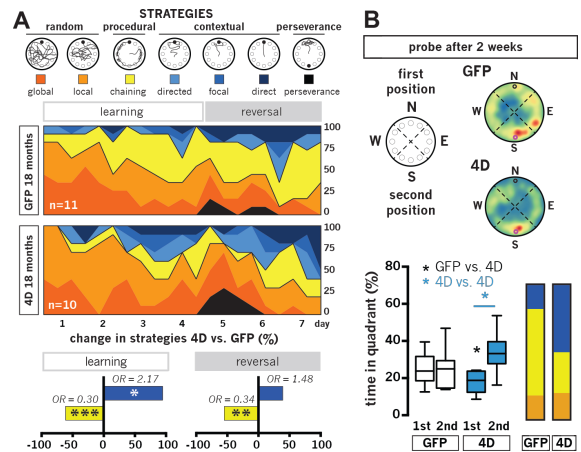 A
STRATEGIES
random procedural contextual perseverance
global local chaining directed focal direct perseverance
learning reversal
GFP 18 months
n=11
100
75
50
25
0
4D 18 months
n=10
100
75
50
25
0
1 2 3 4 5 6 7 day
change in strategies 4D vs. GFP (%)
learning reversal
OR = 2.17
*
OR = 0.30
***
OR = 1.48
OR = 0.34
**
-100 -50 0 50 100
-100 -50 0 50 100
B
probe after 2 weeks
first position
N
W E
S
second position
GFP
N
W E
S
4D
N
W E
S
time in quadrant (%)
80
60
40
20
0
* GFP vs. 4D
* 4D vs. 4D
*
*
1st 2nd 1st 2nd
GFP 4D
GFP 4D